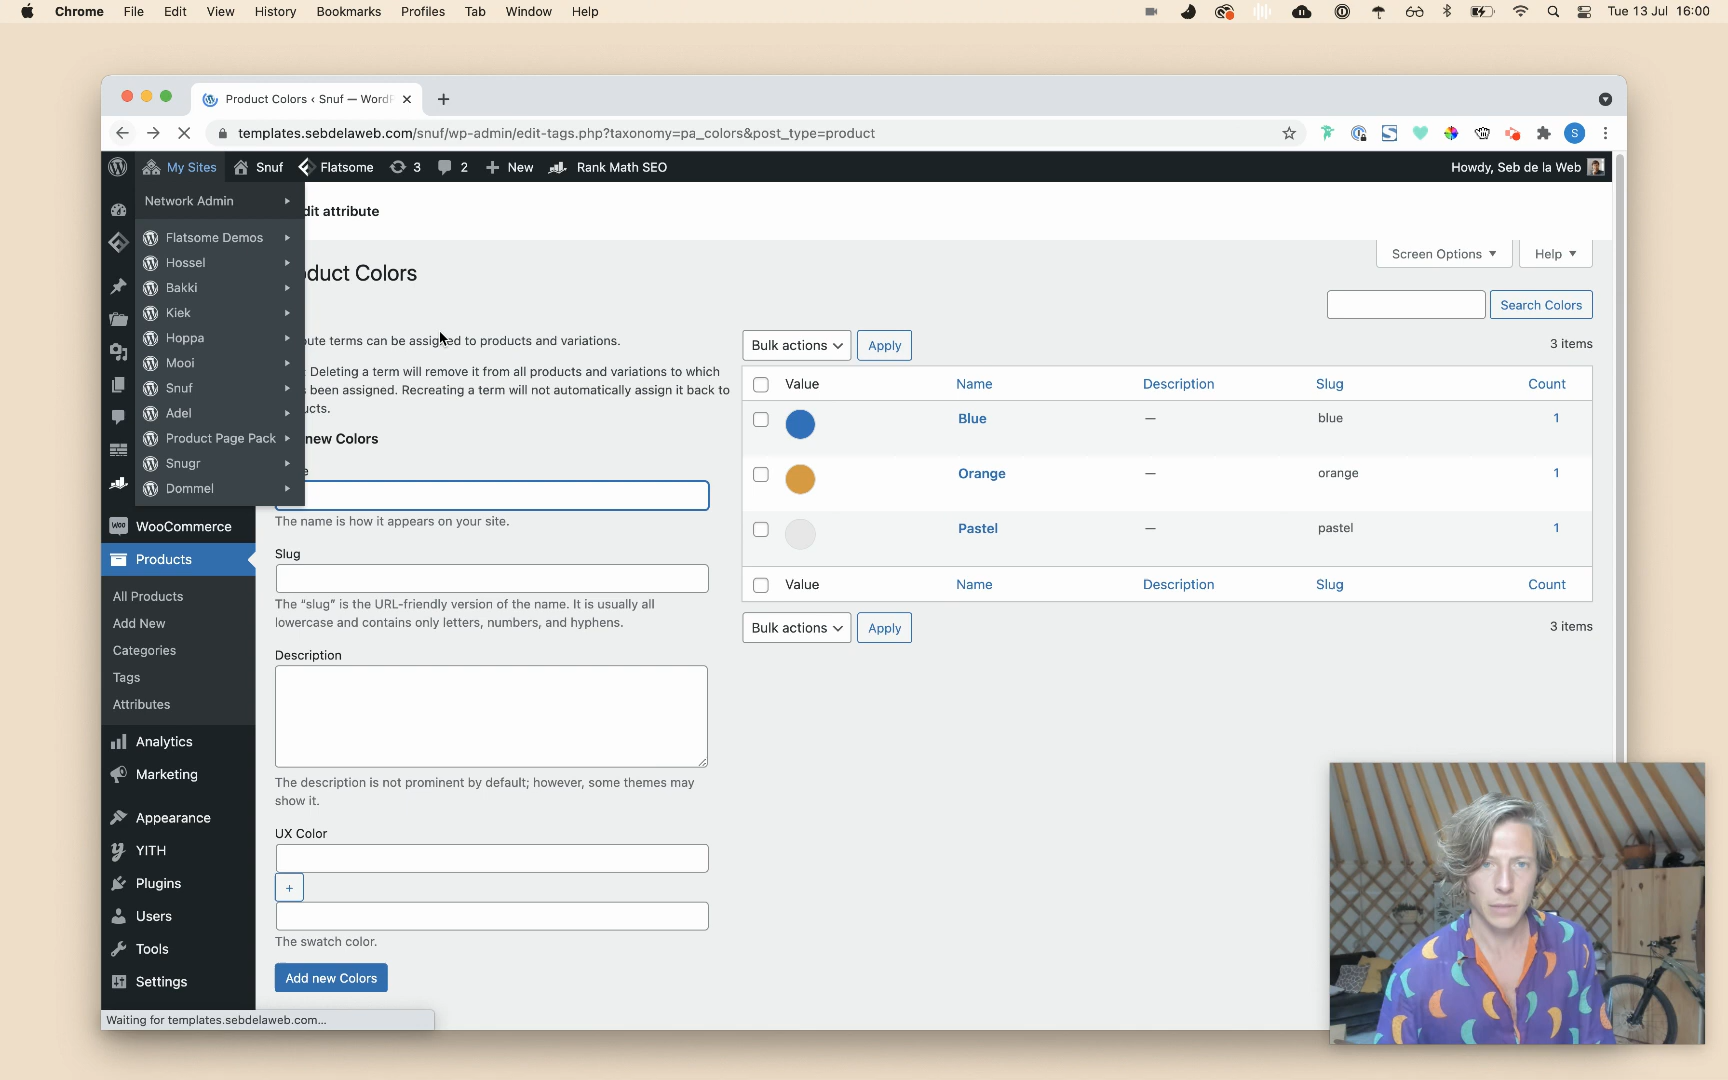 Chrome File Edit View History Bookmarks Profiles Tab Window Help Tue 13 Jul 16:00
Product Colors ‹ Snuf — WordP
templates.sebdelaweb.com/snuf/wp-admin/edit-tags.php?taxonomy=pa_colors&post_type=product S
My Sites Snuf Flatsome 3 2 New Rank Math SEO Howdy, Seb de la Web
Network Admin
Flatsome Demos
Hossel
Bakki
Kiek
Hoppa
Mooi
Snuf
Adel
Product Page Pack
Snugr
Dommel
WooCommerce
Products
All Products
Add New
Categories
Tags
Attributes
Analytics
Marketing
Appearance
YITH
Plugins
Users
Tools
Settings
dit attribute
Screen Options Help
duct Colors
Search Colors
ute terms can be assigned to products and variations.
: Deleting a term will remove it from all products and variations to which
been assigned. Recreating a term will not automatically assign it back to
ucts.
new Colors
e
The name is how it appears on your site.
Slug
The “slug” is the URL-friendly version of the name. It is usually all
lowercase and contains only letters, numbers, and hyphens.
Description
The description is not prominent by default; however, some themes may
show it.
UX Color
+
The swatch color.
Add new Colors
Bulk actions Apply 3 items
Value Name Description Slug Count
Blue — blue 1
Orange — orange 1
Pastel — pastel 1
Value Name Description Slug Count
Bulk actions Apply 3 items
Waiting for templates.sebdelaweb.com...